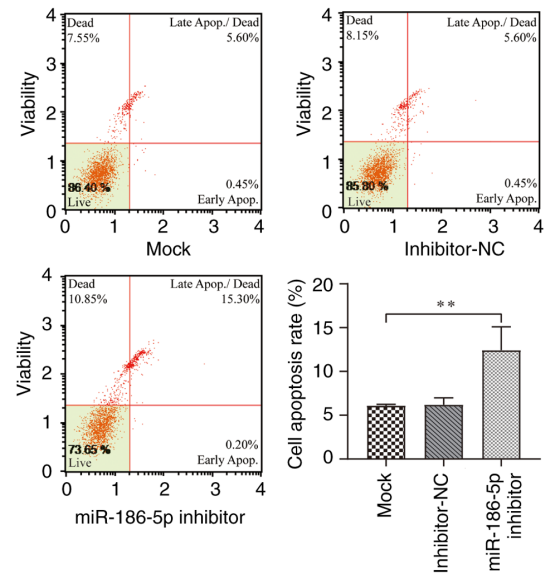 4
Dead
Late Apop./ Dead
7.55%
5.60%
3
Viability
2
1
86.40 %
0.45%
Live
Early Apop.
0
0 1 2 3 4
Mock
4
Dead
Late Apop./ Dead
8.15%
5.60%
3
Viability
2
1
85.80 %
0.45%
Live
Early Apop.
0
0 1 2 3 4
Inhibitor-NC
4
Dead
Late Apop./ Dead
10.85%
15.30%
3
Viability
2
1
73.65 %
0.20%
Live
Early Apop.
0
0 1 2 3 4
miR-186-5p inhibitor
Cell apoptosis rate (%)
20
15
10
5
0
**
Mock
Inhibitor-NC
miR-186-5p
inhibitor